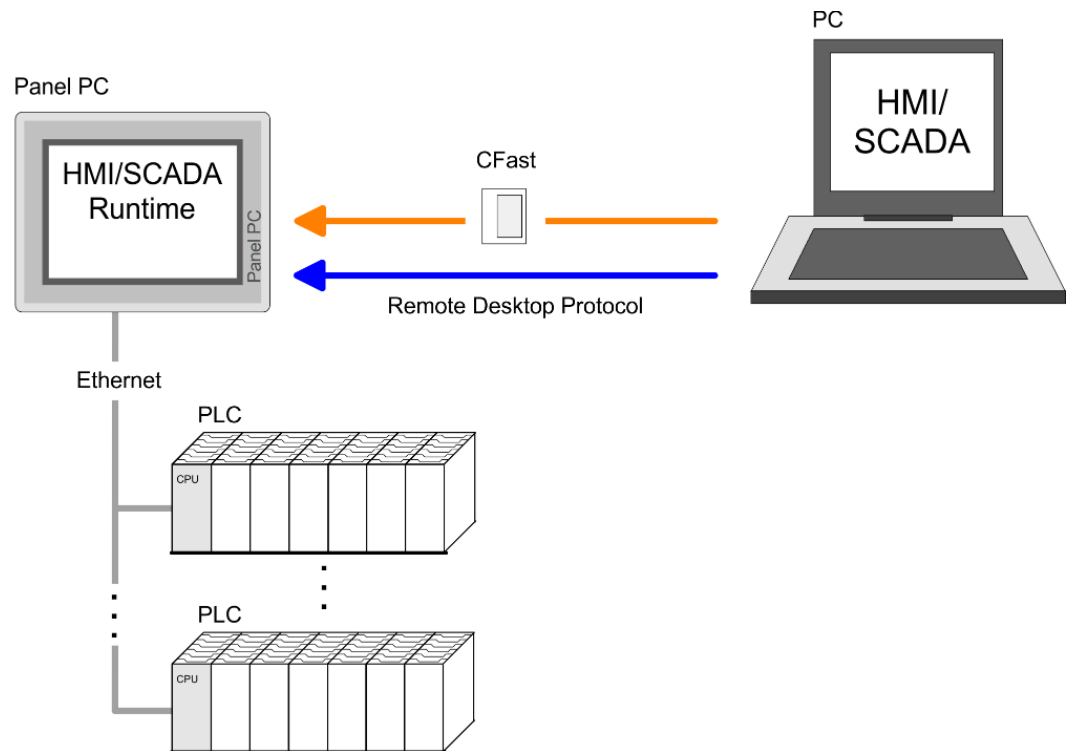 PC
Panel PC
HMI/SCADA
Runtime
Panel PC
CFast
HMI/
SCADA
Remote Desktop Protocol
Ethernet
PLC
CPU
PLC
CPU